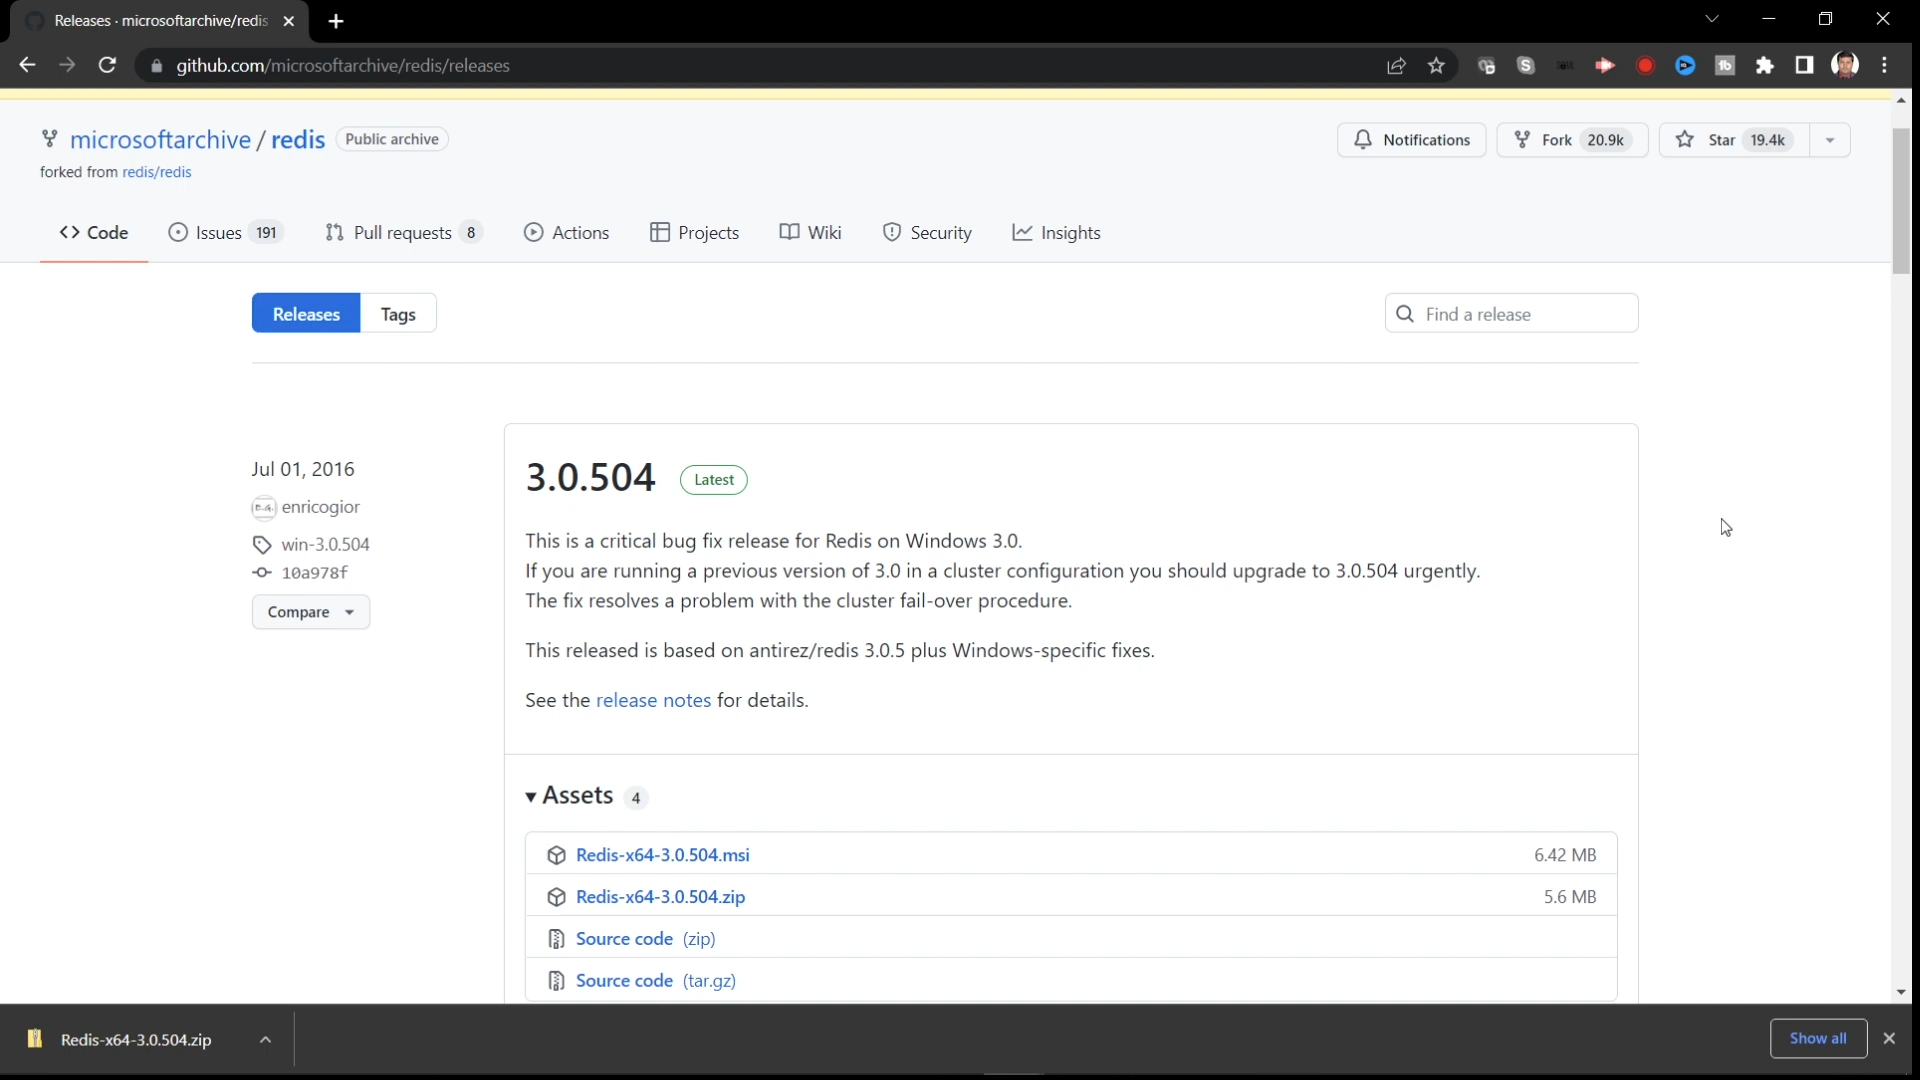 Releases · microsoftarchive/redis
github.com/microsoftarchive/redis/releases
microsoftarchive / redis Public archive
Notifications Fork 20.9k Star 19.4k
forked from redis/redis
Code Issues 191 Pull requests 8 Actions Projects Wiki Security Insights
Releases Tags Find a release
Jul 01, 2016
enricogior
win-3.0.504
10a978f
Compare
3.0.504 Latest
This is a critical bug fix release for Redis on Windows 3.0.
If you are running a previous version of 3.0 in a cluster configuration you should upgrade to 3.0.504 urgently.
The fix resolves a problem with the cluster fail-over procedure.
This released is based on antirez/redis 3.0.5 plus Windows-specific fixes.
See the release notes for details.
Assets 4
Redis-x64-3.0.504.msi 6.42 MB
Redis-x64-3.0.504.zip 5.6 MB
Source code (zip)
Source code (tar.gz)
Redis-x64-3.0.504.zip Show all